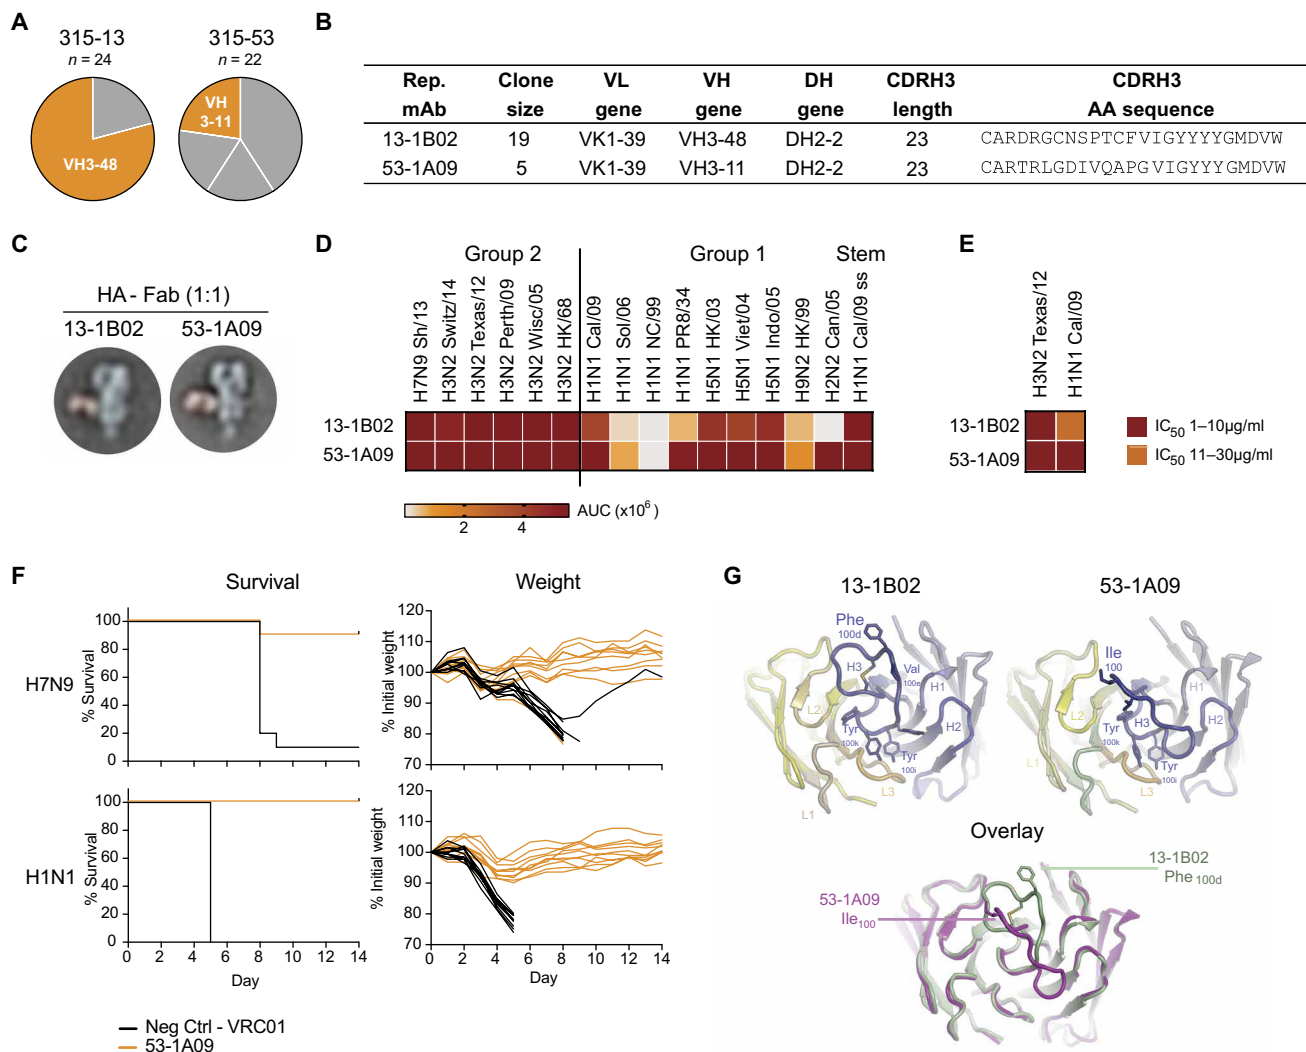 A
315-13
n = 24
VH3-48
315-53
n = 22
VH
3-11
B
Rep. mAb Clone size VL gene VH gene DH gene CDRH3 length CDRH3 AA sequence
13-1B02 19 VK1-39 VH3-48 DH2-2 23 CARDRGCNSPTCFVIGYYYYGMDVW
53-1A09 5 VK1-39 VH3-11 DH2-2 23 CARTRLGDIVQAPGVIGYYYGMDVW
C
HA - Fab (1:1)
13-1B02 53-1A09
D
Group 2 Group 1 Stem
H7N9 Sh/13
H3N2 Switz/14
H3N2 Texas/12
H3N2 Perth/09
H3N2 Wisc/05
H3N2 HK/68
H1N1 Cal/09
H1N1 Sol/06
H1N1 NC/99
H1N1 PR8/34
H5N1 HK/03
H5N1 Viet/04
H5N1 Indo/05
H9N2 HK/99
H2N2 Can/05
H1N1 Cal/09 ss
13-1B02
53-1A09
AUC (x10⁶)
2 4
E
H3N2 Texas/12
H1N1 Cal/09
13-1B02
53-1A09
IC50 1–10µg/ml
IC50 11–30µg/ml
F
Survival Weight
H7N9
% Survival
100
80
60
40
20
0
% Initial weight
120
110
100
90
80
70
H1N1
% Survival
100
80
60
40
20
0
0 2 4 6 8 10 12 14
Day
% Initial weight
120
110
100
90
80
70
0 2 4 6 8 10 12 14
Day
Neg Ctrl - VRC01
53-1A09
G
13-1B02
Phe
100d
H3
Val
100e
H1
L2
H2
Tyr
100k
Tyr
100i
L3
L1
53-1A09
Ile
100
H1
L2
H3
H2
Tyr
100k
Tyr
100i
L1
L3
Overlay
13-1B02
Phe 100d
53-1A09
Ile100